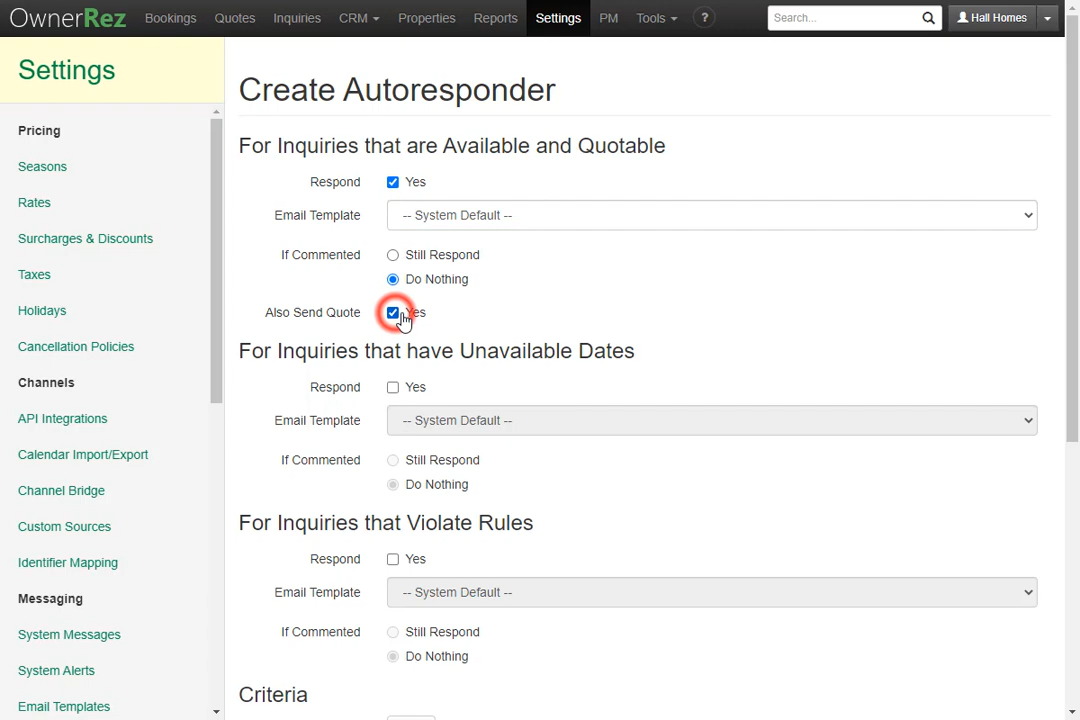 OwnerRez Bookings Quotes Inquiries CRM Properties Reports Settings PM Tools ? Search... Hall Homes
Settings
Create Autoresponder
Pricing
Seasons
Rates
Surcharges & Discounts
Taxes
Holidays
Cancellation Policies
Channels
API Integrations
Calendar Import/Export
Channel Bridge
Custom Sources
Identifier Mapping
Messaging
System Messages
System Alerts
Email Templates
For Inquiries that are Available and Quotable
Respond Yes
Email Template -- System Default --
If Commented Still Respond
Do Nothing
Also Send Quote Yes
For Inquiries that have Unavailable Dates
Respond Yes
Email Template -- System Default --
If Commented Still Respond
Do Nothing
For Inquiries that Violate Rules
Respond Yes
Email Template -- System Default --
If Commented Still Respond
Do Nothing
Criteria